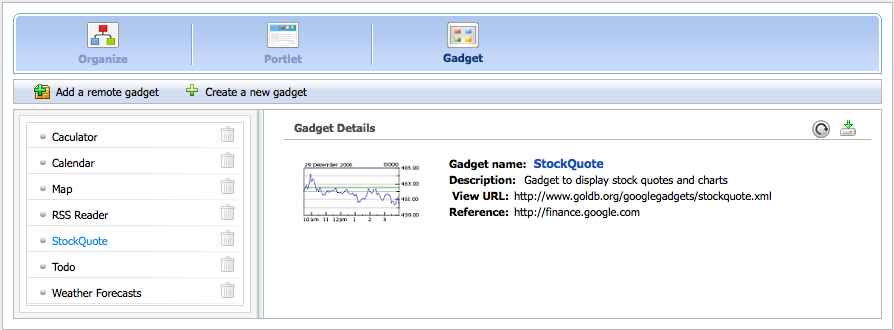 Organize
Portlet
Gadget
Add a remote gadget
Create a new gadget
Caculator
Calendar
Map
RSS Reader
StockQuote
Todo
Weather Forecasts
Gadget Details
29 December 2006 GOOG
485.00
483.00
461.00
459.00
10 am 11 12pm 1 2 3
Gadget name: StockQuote
Description: Gadget to display stock quotes and charts
View URL: http://www.goldb.org/googlegadgets/stockquote.xml
Reference: http://finance.google.com